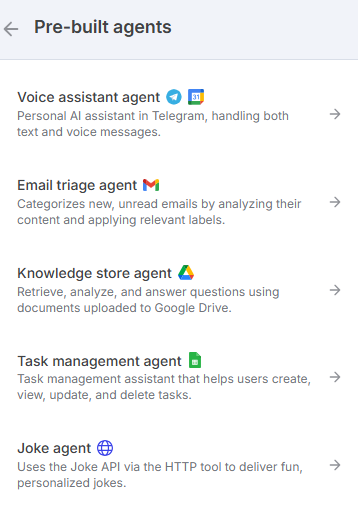 Pre-built agents
Voice assistant agent
31
Personal AI assistant in Telegram, handling both
text and voice messages.
Email triage agent
Categorizes new, unread emails by analyzing their
content and applying relevant labels.
Knowledge store agent
Retrieve, analyze, and answer questions using
documents uploaded to Google Drive.
Task management agent
Task management assistant that helps users create,
view, update, and delete tasks.
Joke agent
Uses the Joke API via the HTTP tool to deliver fun,
personalized jokes.